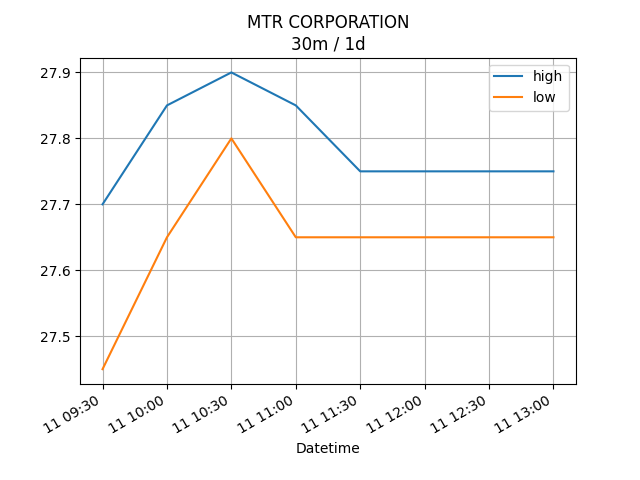 MTR CORPORATION
30m / 1d
high
low
27.9
27.8
27.7
27.6
27.5
11 09:30
11 10:00
11 10:30
11 11:00
11 11:30
11 12:00
11 12:30
11 13:00
Datetime